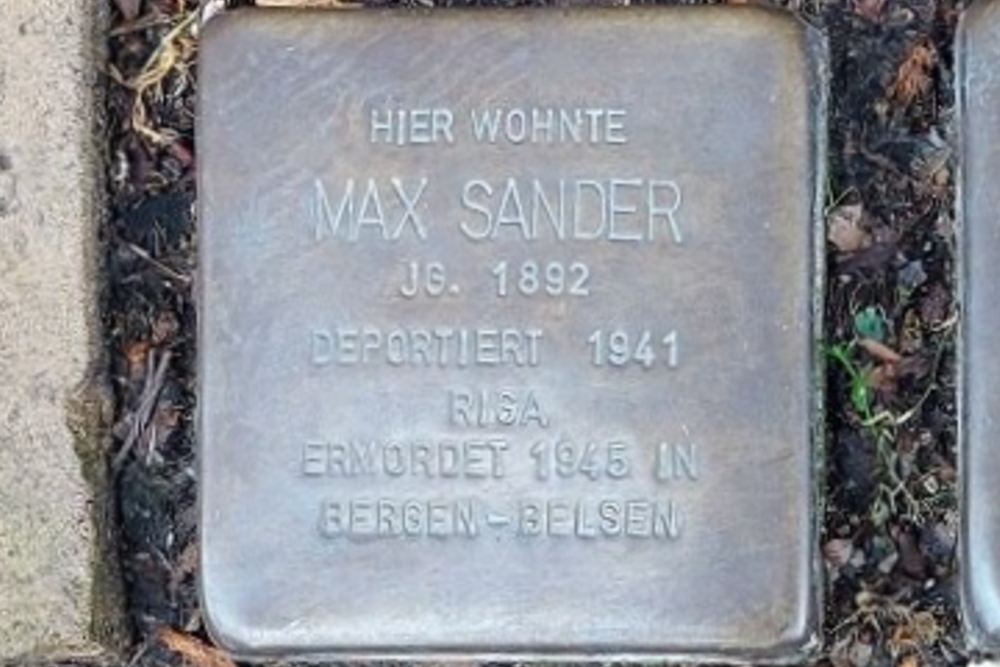 HIER WOHNTE
MAX SANDER
JG. 1892
DEPORTIERT 1941
RIGA
ERMORDET 1945 IN
BERGEN-BELSEN